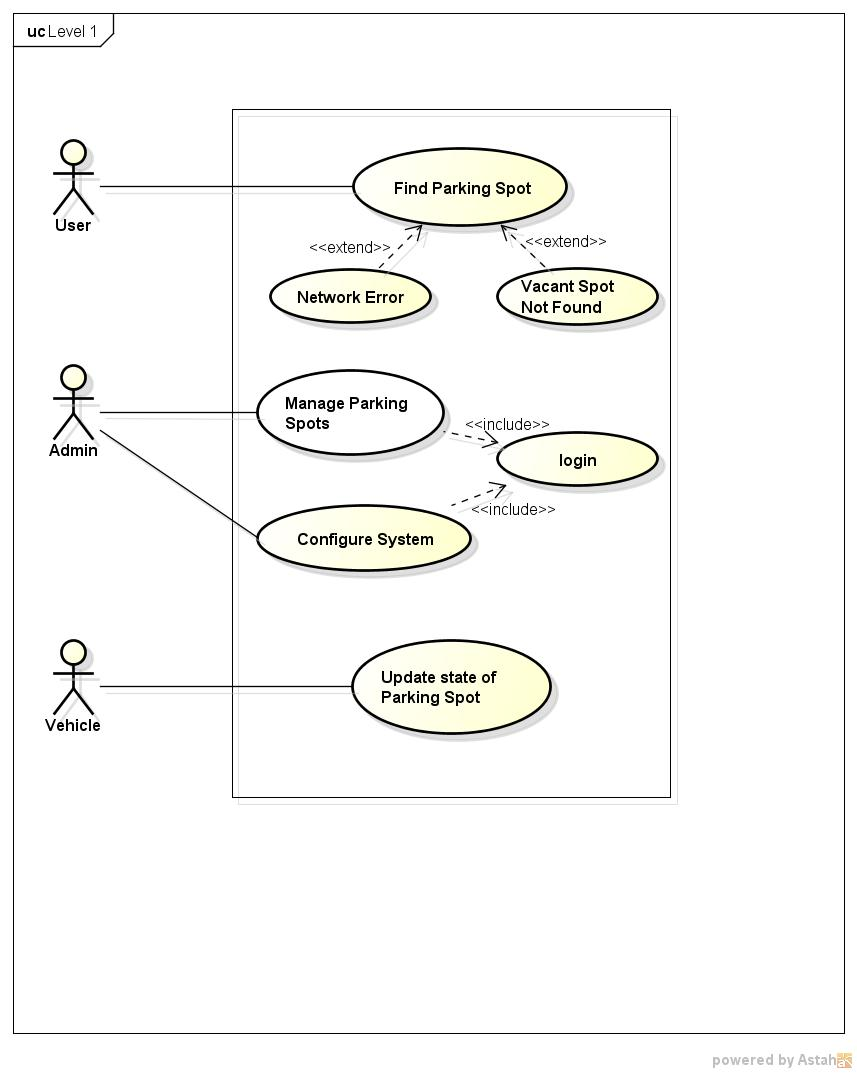 uc Level 1
Find Parking Spot
User
<<extend>>
<<extend>>
Network Error
Vacant Spot
Not Found
Manage Parking
Spots
<<include>>
Admin
login
<<include>>
Configure System
Update state of
Parking Spot
Vehicle
powered by Astah